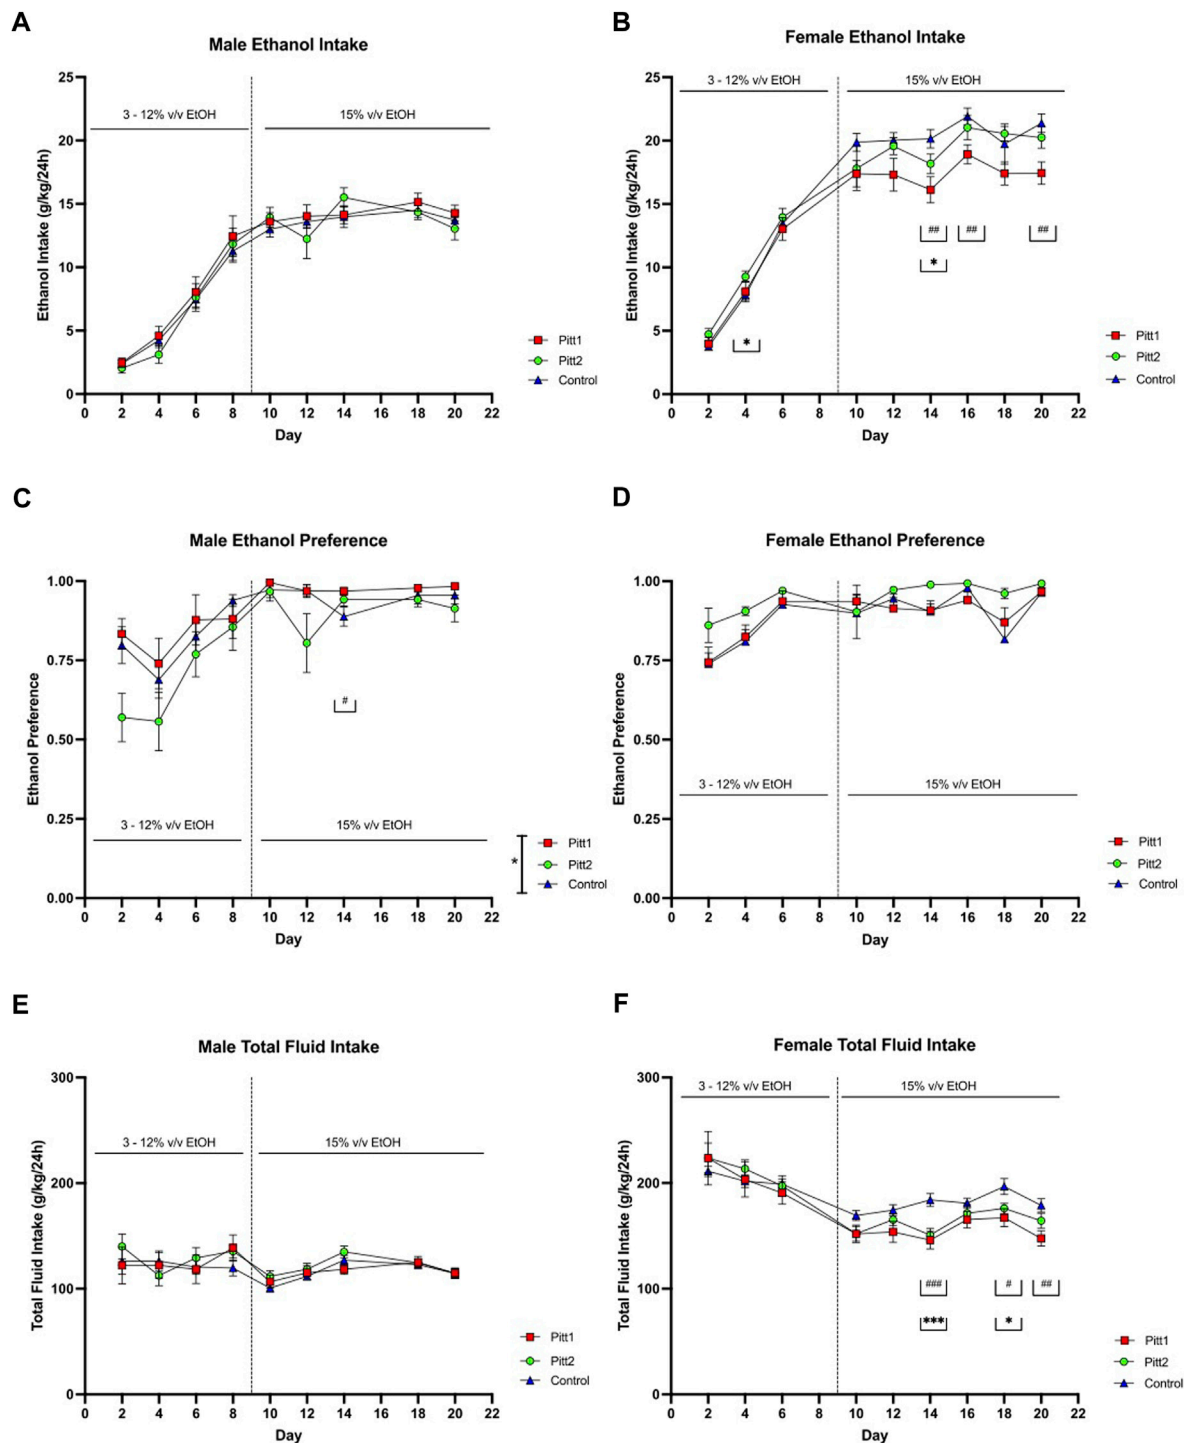 A
Male Ethanol Intake
25
20
15
10
5
0
Ethanol Intake (g/kg/24h)
3 - 12% v/v EtOH
15% v/v EtOH
Pitt1
Pitt2
Control
0 2 4 6 8 10 12 14 16 18 20 22
Day
B
Female Ethanol Intake
25
20
15
10
5
0
Ethanol Intake (g/kg/24h)
3 - 12% v/v EtOH
15% v/v EtOH
## ## ##
*
*
Pitt1
Pitt2
Control
0 2 4 6 8 10 12 14 16 18 20 22
Day
C
Male Ethanol Preference
1.00
0.75
0.50
0.25
0.00
Ethanol Preference
#
3 - 12% v/v EtOH
15% v/v EtOH
*
Pitt1
Pitt2
Control
0 2 4 6 8 10 12 14 16 18 20 22
Day
D
Female Ethanol Preference
1.00
0.75
0.50
0.25
0.00
Ethanol Preference
3 - 12% v/v EtOH
15% v/v EtOH
Pitt1
Pitt2
Control
0 2 4 6 8 10 12 14 16 18 20 22
Day
E
Male Total Fluid Intake
300
200
100
0
Total Fluid Intake (g/kg/24h)
3 - 12% v/v EtOH
15% v/v EtOH
Pitt1
Pitt2
Control
0 2 4 6 8 10 12 14 16 18 20 22
Day
F
Female Total Fluid Intake
300
200
100
0
Total Fluid Intake (g/kg/24h)
3 - 12% v/v EtOH
15% v/v EtOH
### # ##
*** *
Pitt1
Pitt2
Control
0 2 4 6 8 10 12 14 16 18 20 22
Day